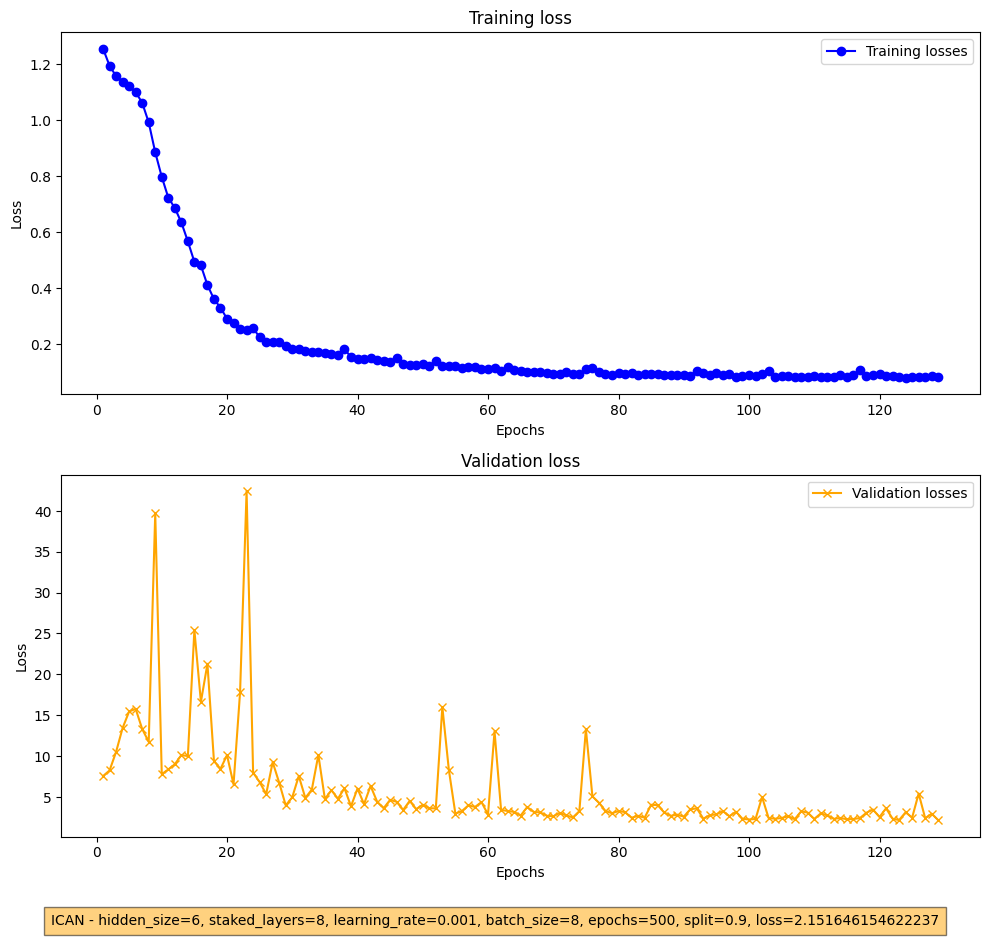 Training loss
Training losses
1.2
1.0
0.8
0.6
0.4
0.2
Loss
0 20 40 60 80 100 120
Epochs
Validation loss
Validation losses
40
35
30
25
20
15
10
5
Loss
0 20 40 60 80 100 120
Epochs
ICAN - hidden_size=6, staked_layers=8, learning_rate=0.001, batch_size=8, epochs=500, split=0.9, loss=2.151646154622237